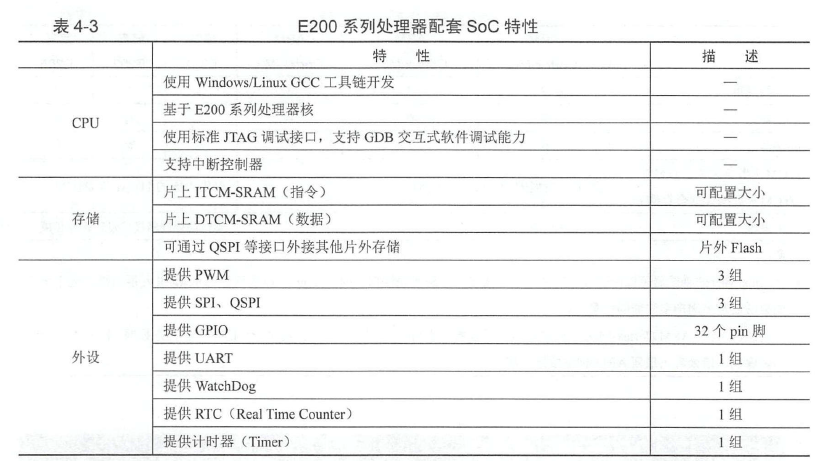 表 4-3 E200 系列处理器配套 SoC 特性
特 性 描 述
CPU
使用 Windows/Linux GCC 工具链开发 —
基于 E200 系列处理器核 —
使用标准 JTAG 调试接口，支持 GDB 交互式软件调试能力 —
支持中断控制器 —
存储
片上 ITCM-SRAM（指令） 可配置大小
片上 DTCM-SRAM（数据） 可配置大小
可通过 QSPI 等接口外接其他片外存储 片外 Flash
外设
提供 PWM 3 组
提供 SPI、QSPI 3 组
提供 GPIO 32 个 pin 脚
提供 UART 1 组
提供 WatchDog 1 组
提供 RTC（Real Time Counter） 1 组
提供计时器（Timer） 1 组